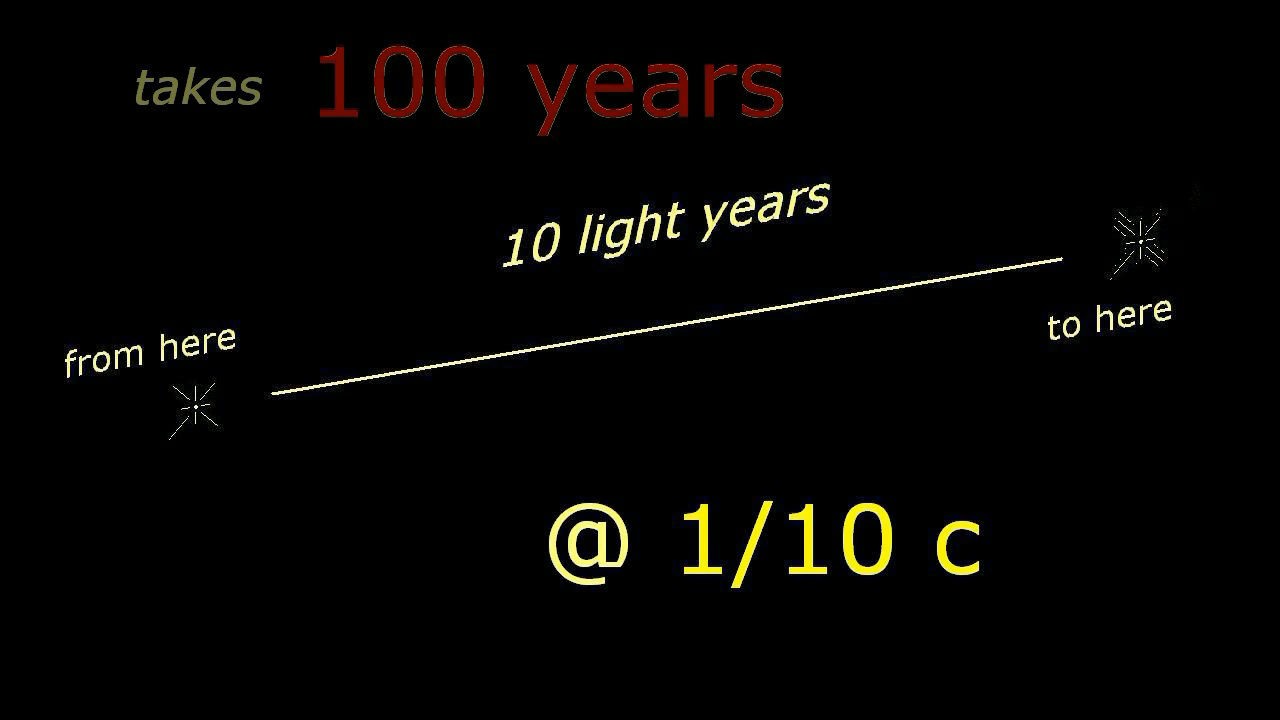 takes 100 years
10 light years
from here
to here
@ 1/10 c